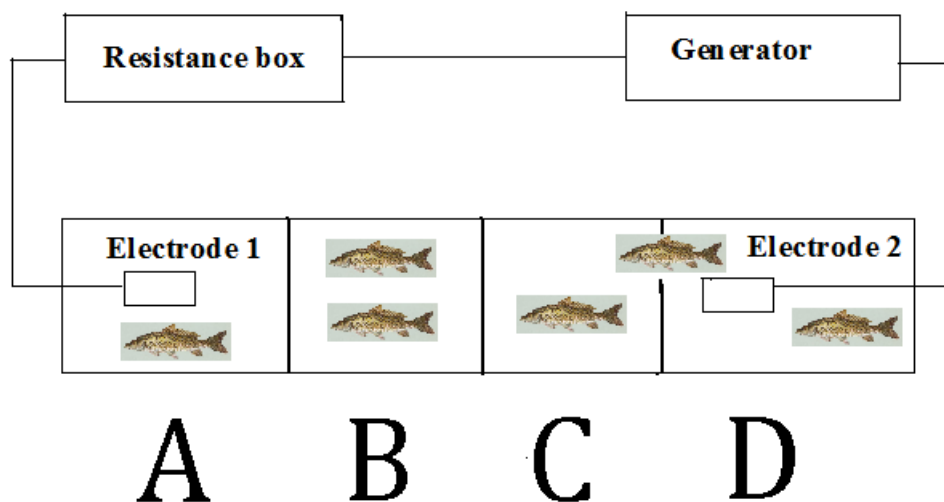 Resistance box
Generator
Electrode 1
Electrode 2
A B C D